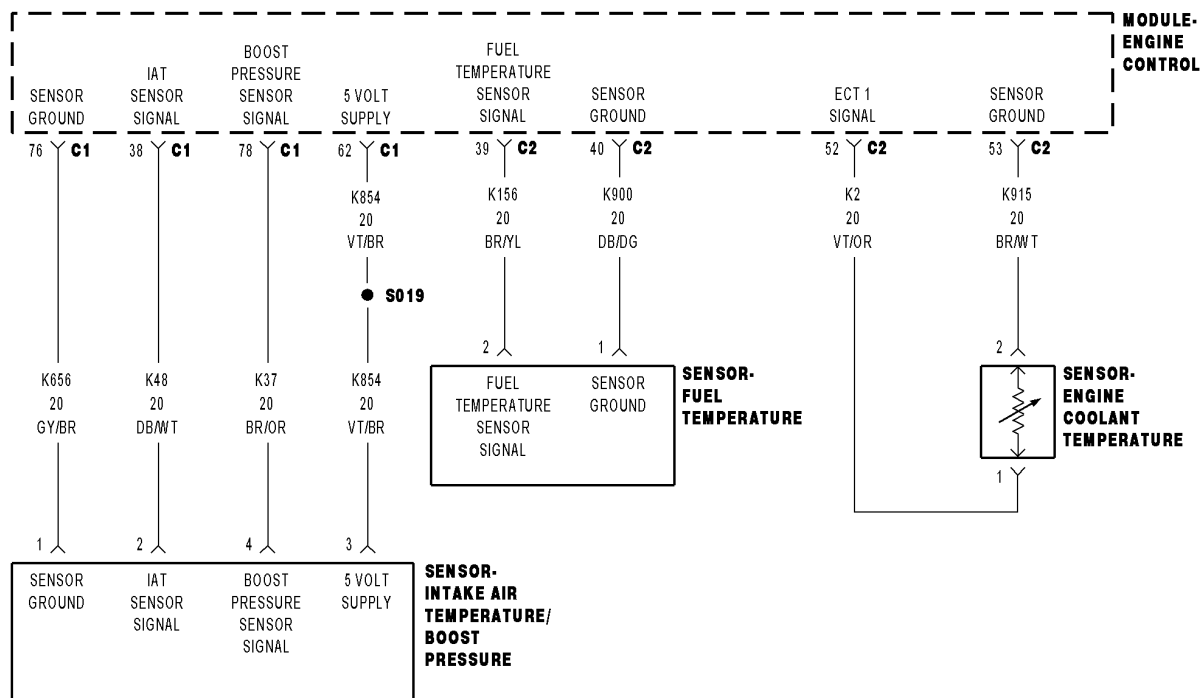 MODULE-
ENGINE
CONTROL
SENSOR
GROUND
IAT
SENSOR
SIGNAL
BOOST
PRESSURE
SENSOR
SIGNAL
5 VOLT
SUPPLY
FUEL
TEMPERATURE
SENSOR
SIGNAL
SENSOR
GROUND
ECT 1
SIGNAL
SENSOR
GROUND
76 C1
38 C1
78 C1
62 C1
39 C2
40 C2
52 C2
53 C2
K854
20
VT/BR
K156
20
BR/YL
K900
20
DB/DG
K2
20
VT/OR
K915
20
BR/WT
S019
K656
20
GY/BR
K48
20
DB/WT
K37
20
BR/OR
K854
20
VT/BR
2
1
2
FUEL
TEMPERATURE
SENSOR
SIGNAL
SENSOR
GROUND
SENSOR-
FUEL
TEMPERATURE
SENSOR-
ENGINE
COOLANT
TEMPERATURE
1
1
2
4
3
SENSOR
GROUND
IAT
SENSOR
SIGNAL
BOOST
PRESSURE
SENSOR
SIGNAL
5 VOLT
SUPPLY
SENSOR-
INTAKE AIR
TEMPERATURE/
BOOST
PRESSURE